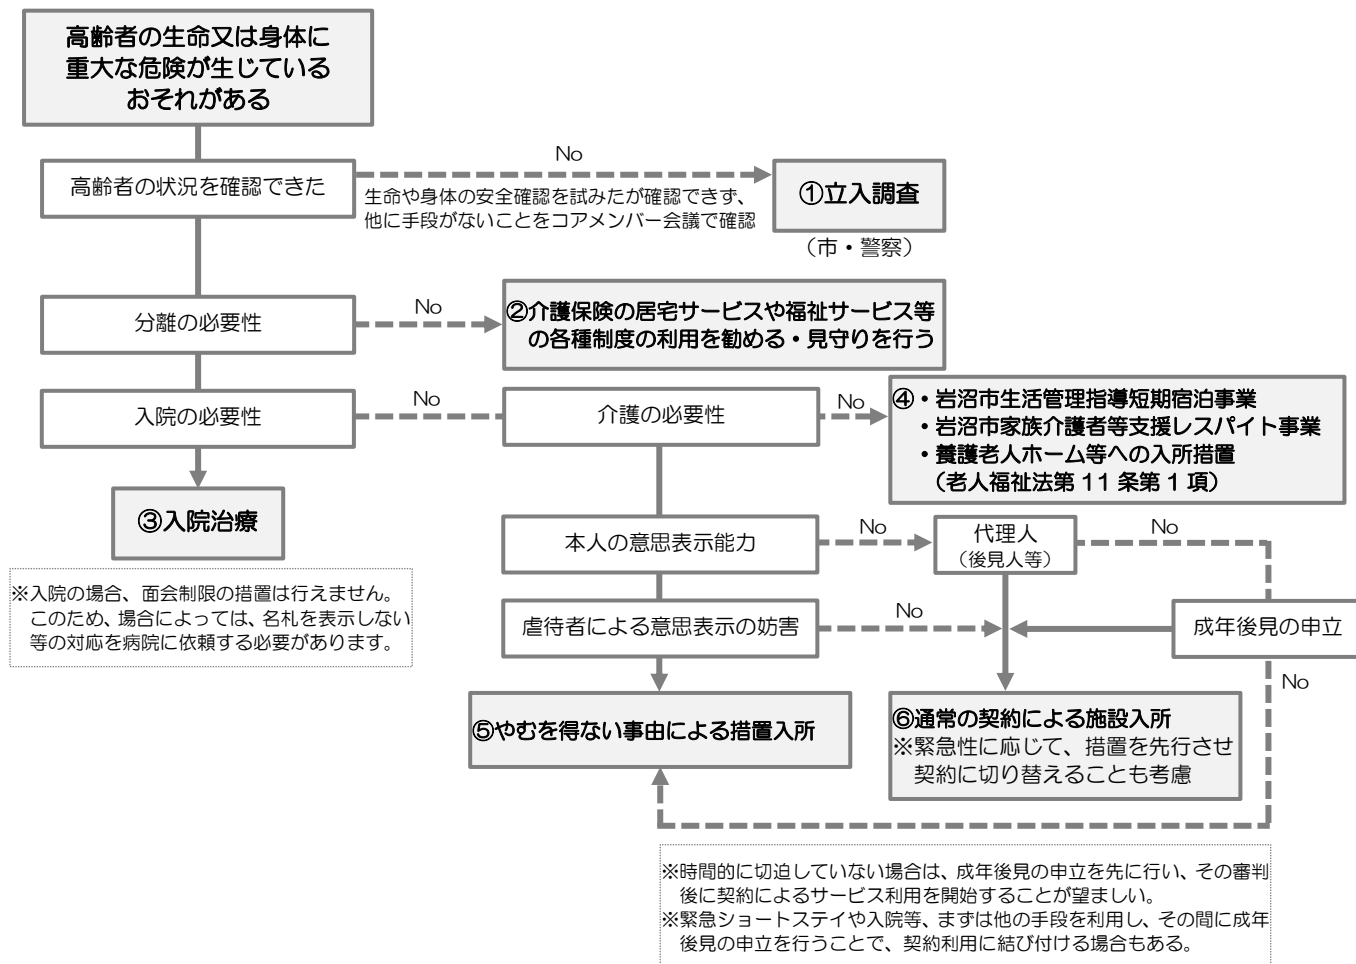 高齢者の生命又は身体に
重大な危険が生じている
おそれがある
高齢者の状況を確認できた
No
生命や身体の安全確認を試みたが確認できず、
他に手段がないことをコアメンバー会議で確認
①立入調査
（市・警察）
分離の必要性
No
②介護保険の居宅サービスや福祉サービス等
の各種制度の利用を勧める・見守りを行う
入院の必要性
No
介護の必要性
No
④・岩沼市生活管理指導短期宿泊事業
・岩沼市家族介護者等支援レスパイト事業
・養護老人ホーム等への入所措置
（老人福祉法第 11 条第 1 項）
③入院治療
※入院の場合、面会制限の措置は行えません。
このため、場合によっては、名札を表示しない
等の対応を病院に依頼する必要があります。
本人の意思表示能力
No
代理人
（後見人等）
No
虐待者による意思表示の妨害
No
成年後見の申立
No
⑤やむを得ない事由による措置入所
⑥通常の契約による施設入所
※緊急性に応じて、措置を先行させ
契約に切り替えることも考慮
※時間的に切迫していない場合は、成年後見の申立を先に行い、その審判
後に契約によるサービス利用を開始することが望ましい。
※緊急ショートステイや入院等、まずは他の手段を利用し、その間に成年
後見の申立を行うことで、契約利用に結び付ける場合もある。